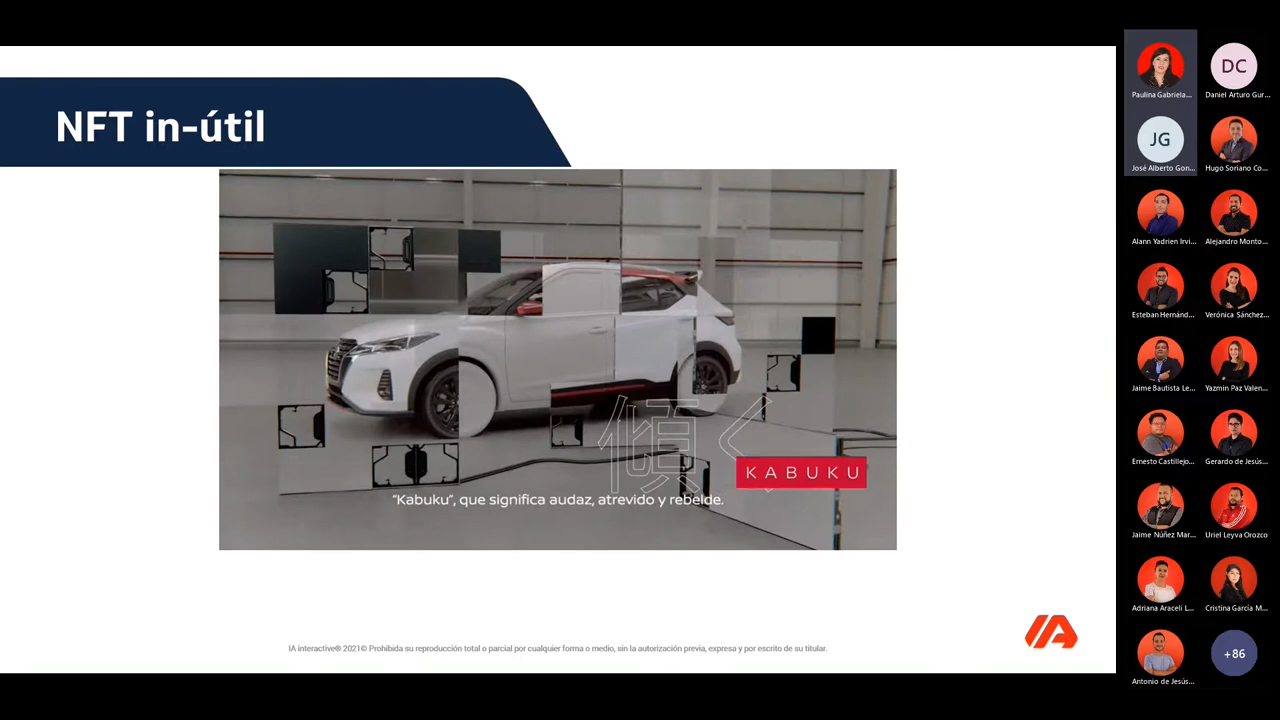 NFT in-útil
傾く
KABUKU
"Kabuku", que significa audaz, atrevido y rebelde.
IA interactive® 2021© Prohibida su reproducción total o parcial por cualquier forma o medio, sin la autorización previa, expresa y por escrito de su titular.
IA
Paulina Gabriela...
DC
Daniel Arturo Gur...
JG
José Alberto Gon...
Hugo Soriano Co...
Alann Yadrien Irvi...
Alejandro Monto...
Esteban Hernánd...
Verónica Sánchez...
Jaime Bautista Le...
Yazmin Paz Valen...
Ernesto Castillejo...
Gerardo de Jesús...
Jaime Núñez Mar...
Uriel Leyva Orozco
Adriana Araceli L...
Cristina García M...
Antonio de Jesús...
+86